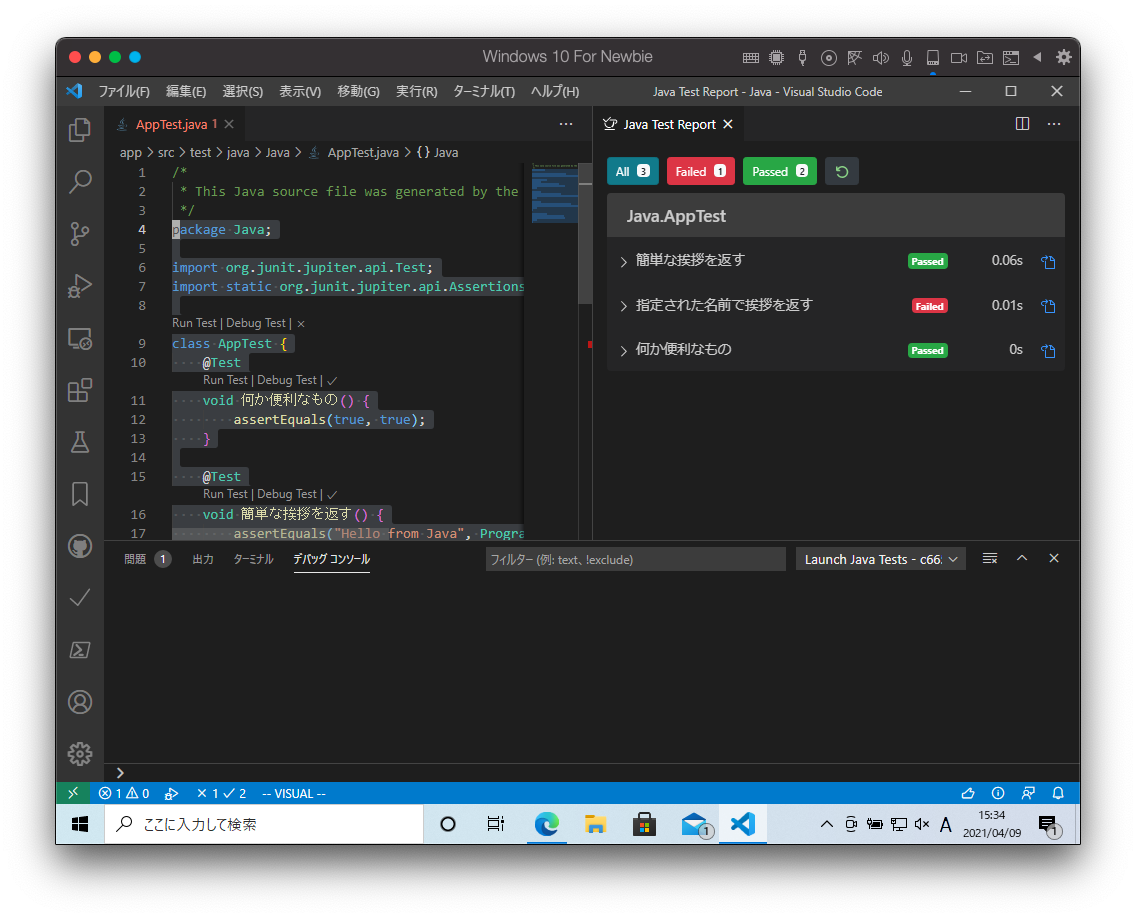 Windows 10 For Newbie
ファイル(F) 編集(E) 選択(S) 表示(V) 移動(G) 実行(R) ターミナル(T) ヘルプ(H) Java Test Report - Java - Visual Studio Code
AppTest.java 1
app > src > test > java > Java > AppTest.java > {} Java
1 /*
2 * This Java source file was generated by the
3 */
4 package Java;
5
6 import org.junit.jupiter.api.Test;
7 import static org.junit.jupiter.api.Assertions
8
Run Test | Debug Test |
9 class AppTest {
10 ····@Test
Run Test | Debug Test | ✓
11 ····void 何か便利なもの() {
12 ········assertEquals(true, true);
13 ····}
14
15 ····@Test
Run Test | Debug Test | ✓
16 ····void 簡単な挨拶を返す() {
17 ········assertEquals("Hello from Java", Progra
Java Test Report
All 3 Failed 1 Passed 2
Java.AppTest
簡単な挨拶を返す Passed 0.06s
指定された名前で挨拶を返す Failed 0.01s
何か便利なもの Passed 0s
問題 1 出力 ターミナル デバッグ コンソール フィルター (例: text、!exclude) Launch Java Tests - c66
>
1 0 1 2 -- VISUAL --
ここに入力して検索 1 A 15:34
2021/04/09 1